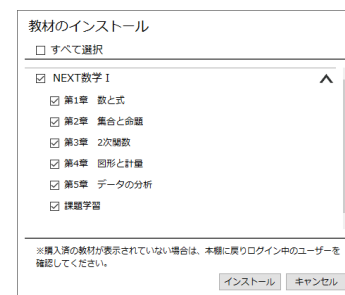 教材のインストール
すべて選択
NEXT数学Ⅰ
第1章　数と式
第2章　集合と命題
第3章　2次関数
第4章　図形と計量
第5章　データの分析
課題学習
※購入済の教材が表示されていない場合は、本棚に戻りログイン中のユーザーを
確認してください。
インストール　キャンセル